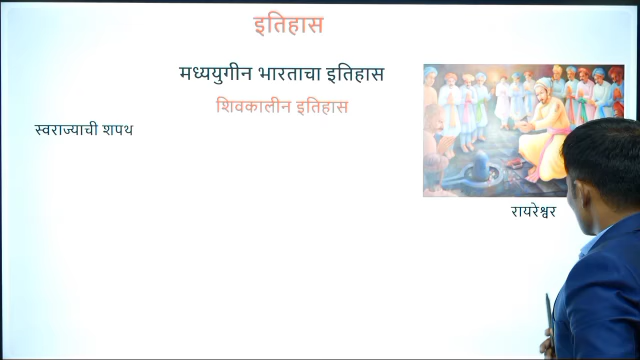 इतिहास
मध्ययुगीन भारताचा इतिहास
शिवकालीन इतिहास
स्वराज्याची शपथ
रायरेश्वर